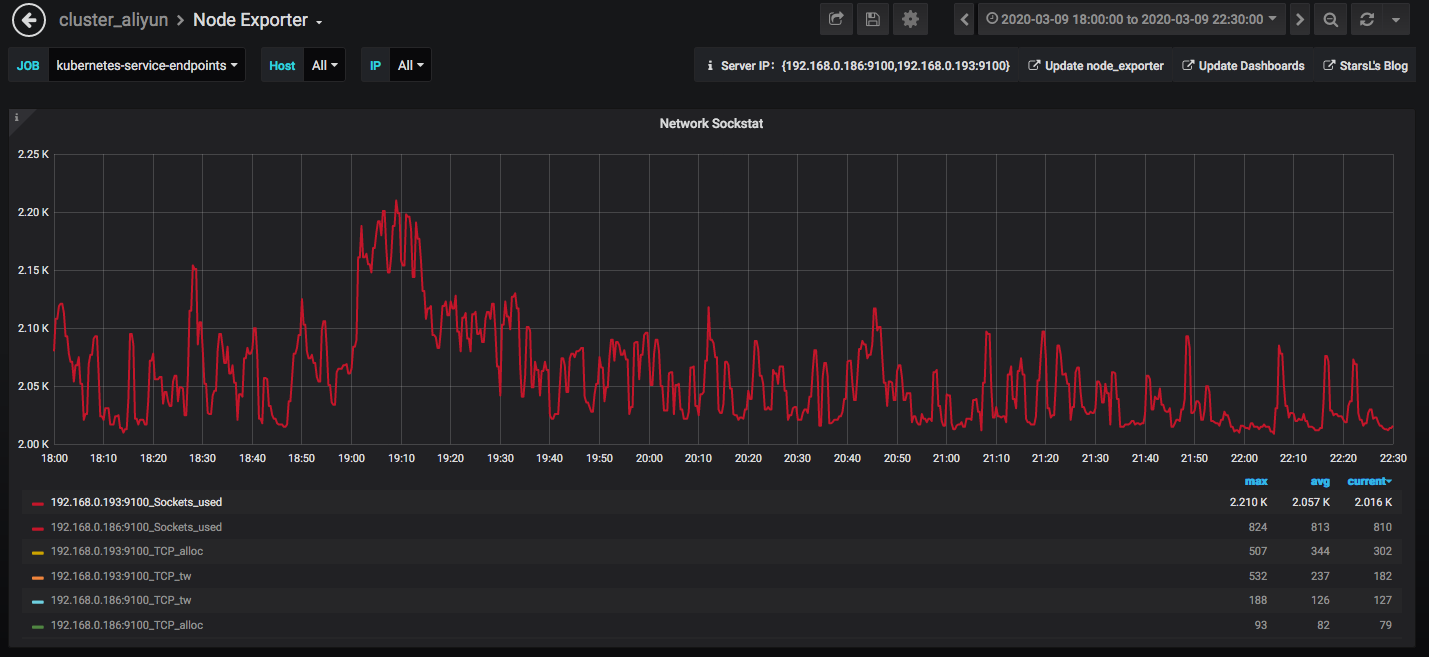 cluster_aliyun > Node Exporter
2020-03-09 18:00:00 to 2020-03-09 22:30:00
JOB kubernetes-service-endpoints Host All IP All
i Server IP: {192.168.0.186:9100,192.168.0.193:9100} Update node_exporter Update Dashboards StarsL's Blog
i
Network Sockstat
2.25 K
2.20 K
2.15 K
2.10 K
2.05 K
2.00 K
18:00 18:10 18:20 18:30 18:40 18:50 19:00 19:10 19:20 19:30 19:40 19:50 20:00 20:10 20:20 20:30 20:40 20:50 21:00 21:10 21:20 21:30 21:40 21:50 22:00 22:10 22:20 22:30
max avg current
192.168.0.193:9100_Sockets_used 2.210 K 2.057 K 2.016 K
192.168.0.186:9100_Sockets_used 824 813 810
192.168.0.193:9100_TCP_alloc 507 344 302
192.168.0.193:9100_TCP_tw 532 237 182
192.168.0.186:9100_TCP_tw 188 126 127
192.168.0.186:9100_TCP_alloc 93 82 79